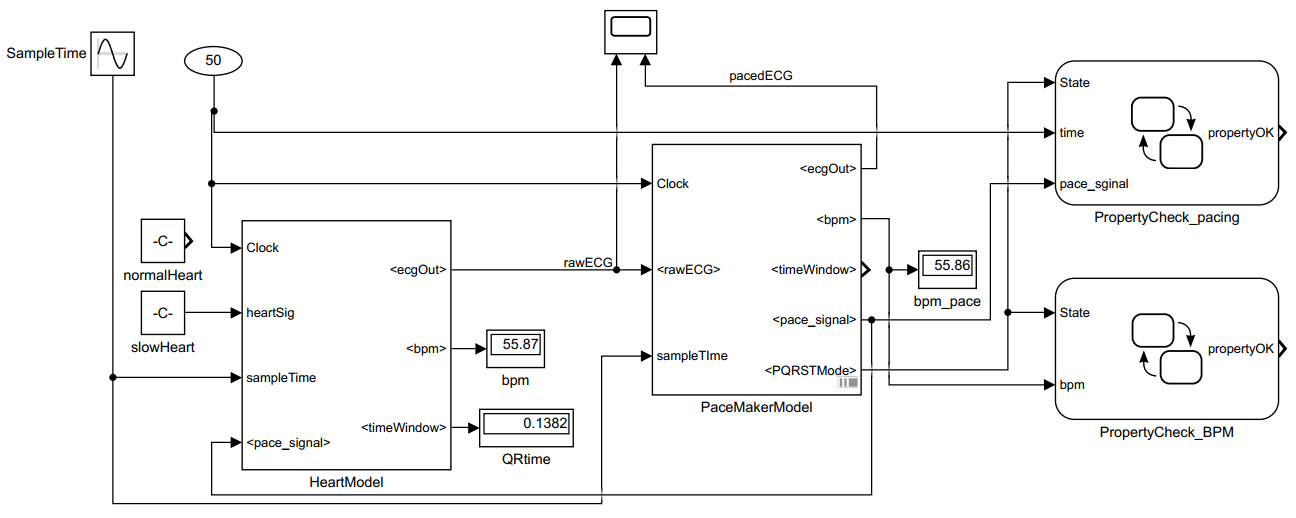 SampleTime
50
pacedECG
State
time
pace_sginal
propertyOK
PropertyCheck_pacing
<ecgOut>
Clock
<bpm>
<rawECG>
<timeWindow>
<pace_signal>
sampleTIme
<PQRSTMode>
PaceMakerModel
55.86
bpm_pace
-C-
normalHeart
-C-
slowHeart
Clock
<ecgOut>
heartSig
<bpm>
sampleTime
<timeWindow>
<pace_signal>
HeartModel
rawECG
55.87
bpm
0.1382
QRtime
State
propertyOK
bpm
PropertyCheck_BPM